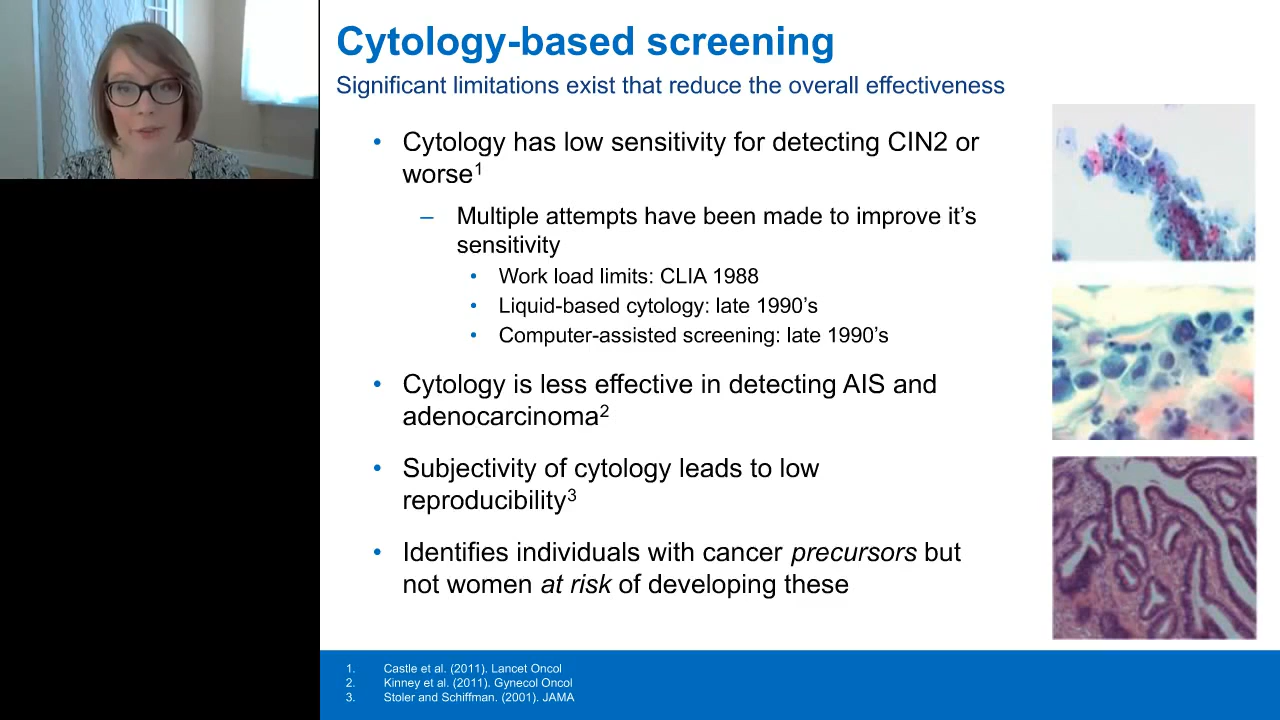 Cytology-based screening
Significant limitations exist that reduce the overall effectiveness
• Cytology has low sensitivity for detecting CIN2 or
worse1
– Multiple attempts have been made to improve it’s
sensitivity
• Work load limits: CLIA 1988
• Liquid-based cytology: late 1990’s
• Computer-assisted screening: late 1990’s
• Cytology is less effective in detecting AIS and
adenocarcinoma2
• Subjectivity of cytology leads to low
reproducibility3
• Identifies individuals with cancer precursors but
not women at risk of developing these
1. Castle et al. (2011). Lancet Oncol
2. Kinney et al. (2011). Gynecol Oncol
3. Stoler and Schiffman. (2001). JAMA